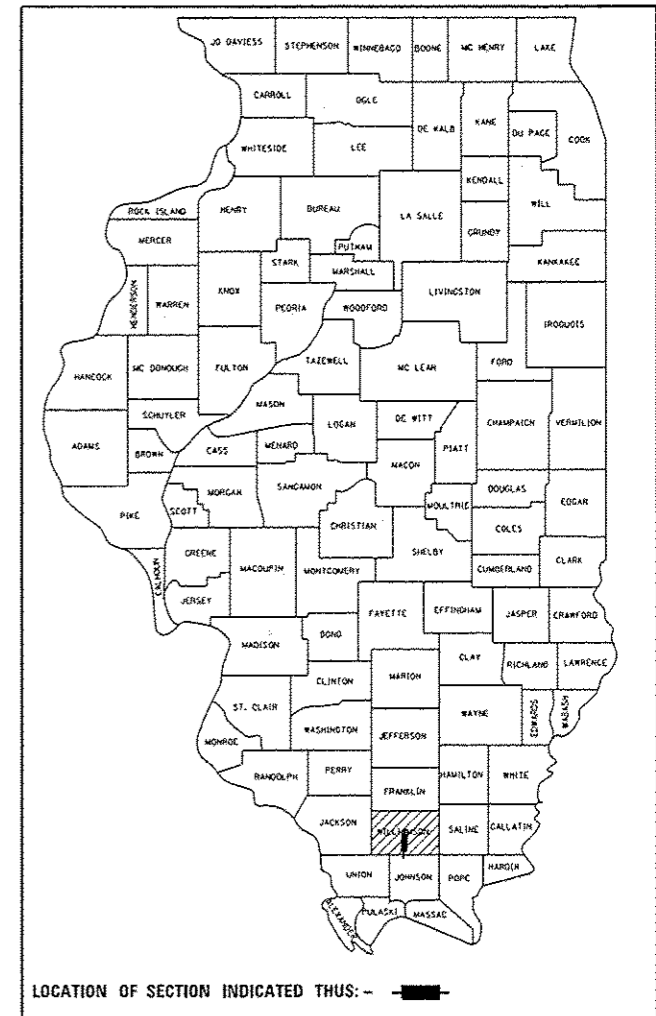 JO DAVIESS STEPHENSON WINNEBAGO BOONE MC HENRY LAKE
CARROLL OGLE
DE KALB KANE DU PAGE COOK
WHITESIDE LEE
KENDALL WILL
ROCK ISLAND HENRY BUREAU LA SALLE GRUNDY
MERCER PUTNAM KANKAKEE
STARK MARSHALL
HENDERSON WARREN KNOX PEORIA WOODFORD LIVINGSTON IROQUOIS
HANCOCK MC DONOUGH FULTON TAZEWELL MC LEAN FORD
MASON
SCHUYLER LOGAN DE WITT CHAMPAIGN VERMILION
ADAMS BROWN CASS MENARD PIATT
MACON
MORGAN SANGAMON DOUGLAS EDGAR
PIKE SCOTT CHRISTIAN MOULTRIE COLES
SHELBY
CALHOUN GREENE MACOUPIN MONTGOMERY CUMBERLAND CLARK
JERSEY FAYETTE EFFINGHAM JASPER CRAWFORD
MADISON BOND
CLAY RICHLAND LAWRENCE
CLINTON MARION
ST. CLAIR WAYNE EDWARDS WABASH
MONROE WASHINGTON JEFFERSON
RANDOLPH PERRY HAMILTON WHITE
FRANKLIN
JACKSON WILLIAMSON SALINE GALLATIN
UNION JOHNSON POPE HARDIN
ALEXANDER PULASKI MASSAC
LOCATION OF SECTION INDICATED THUS: -